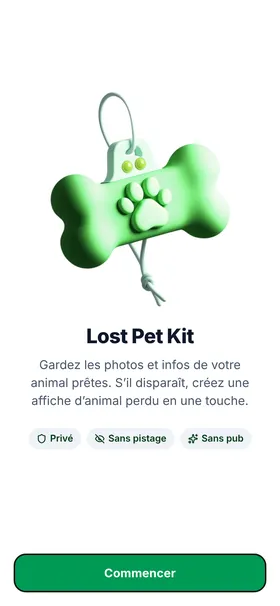 Lost Pet Kit
Gardez les photos et infos de votre
animal prêtes. S’il disparaît, créez une
affiche d’animal perdu en une touche.
Privé
Sans pistage
Sans pub
Commencer